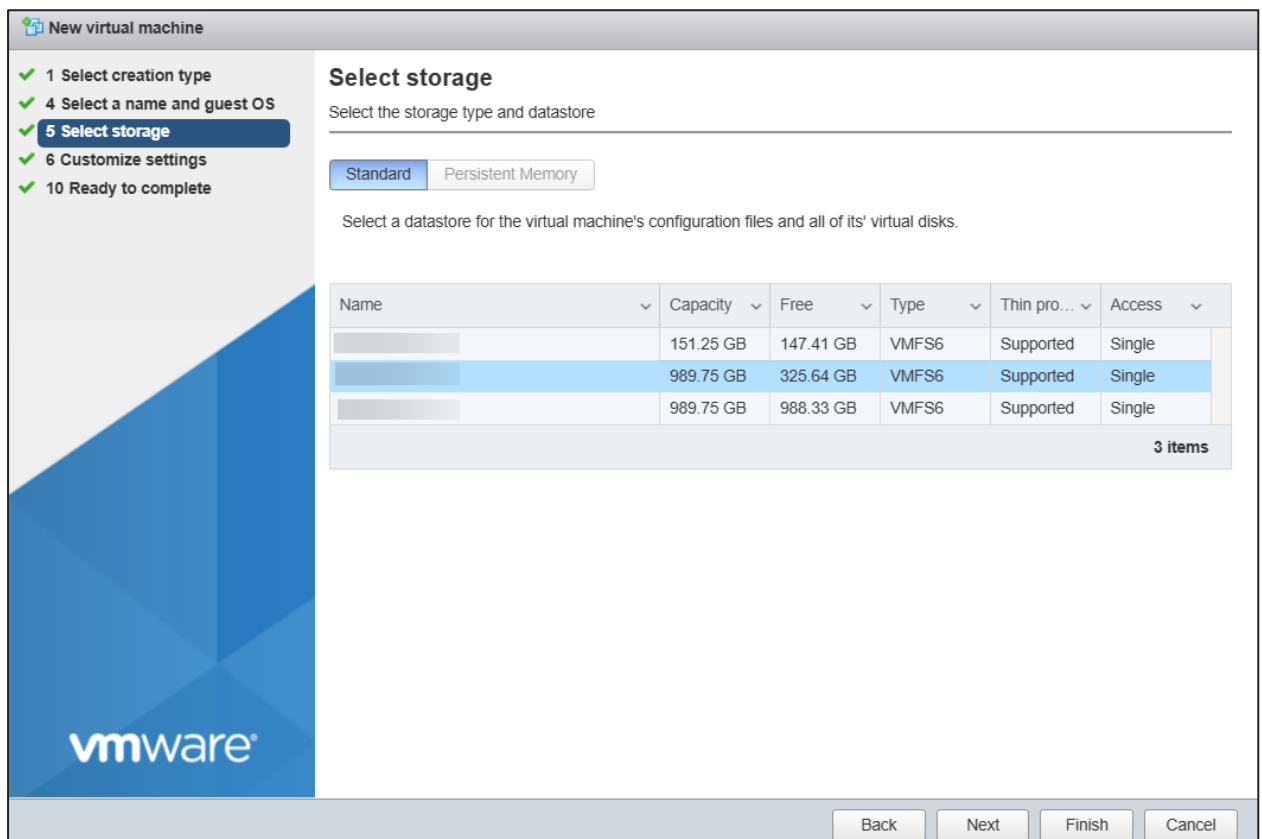 New virtual machine
1 Select creation type
4 Select a name and guest OS
5 Select storage
6 Customize settings
10 Ready to complete
vmware®
Select storage
Select the storage type and datastore
Standard Persistent Memory
Select a datastore for the virtual machine's configuration files and all of its' virtual disks.
Name Capacity Free Type Thin pro... Access
151.25 GB 147.41 GB VMFS6 Supported Single
989.75 GB 325.64 GB VMFS6 Supported Single
989.75 GB 988.33 GB VMFS6 Supported Single
3 items
Back Next Finish Cancel